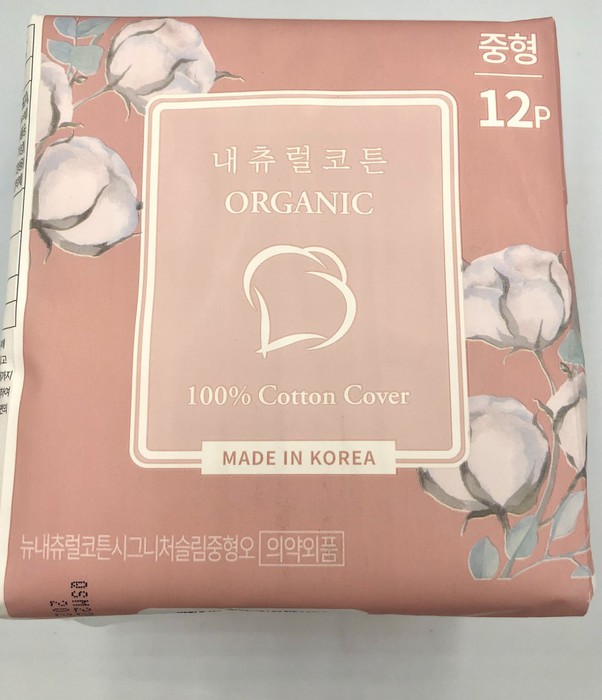 중형
12P
내츄럴코튼
ORGANIC
100% Cotton Cover
MADE IN KOREA
뉴내츄럴코튼시그니처슬림중형오 의약외품